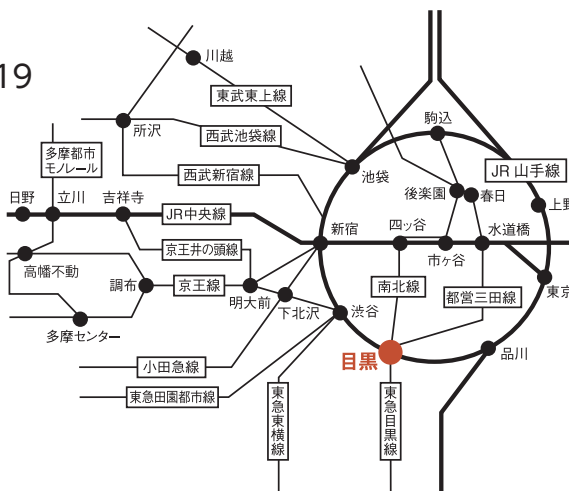 19
川越
東武東上線
所沢
西武池袋線
駒込
多摩都市
モノレール
西武新宿線
池袋
JR山手線
後楽園
春日
日野
立川
吉祥寺
JR中央線
上野
新宿
四ッ谷
水道橋
京王井の頭線
市ヶ谷
高幡不動
調布
京王線
明大前
下北沢
渋谷
南北線
都営三田線
東京
多摩センター
目黒
品川
小田急線
東急田園都市線
東急東横線
東急目黒線